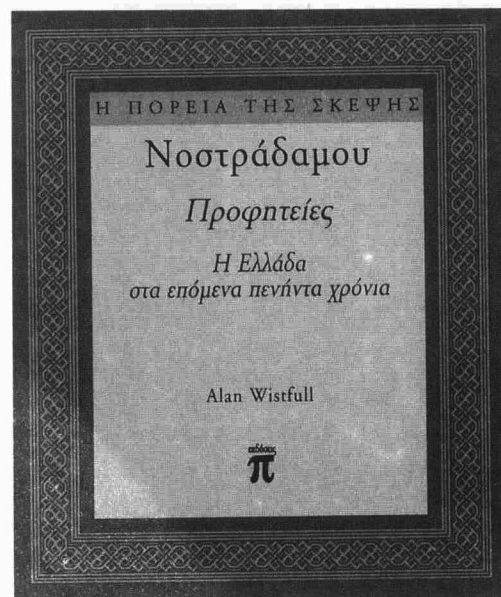 Η ΠΟΡΕΙΑ ΤΗΣ ΣΚΕΨΗΣ
Νοστράδαμου
Προφητείες
Η Ελλάδα
στα επόμενα πενήντα χρόνια
Alan Wistfull
εκδόσεις
π